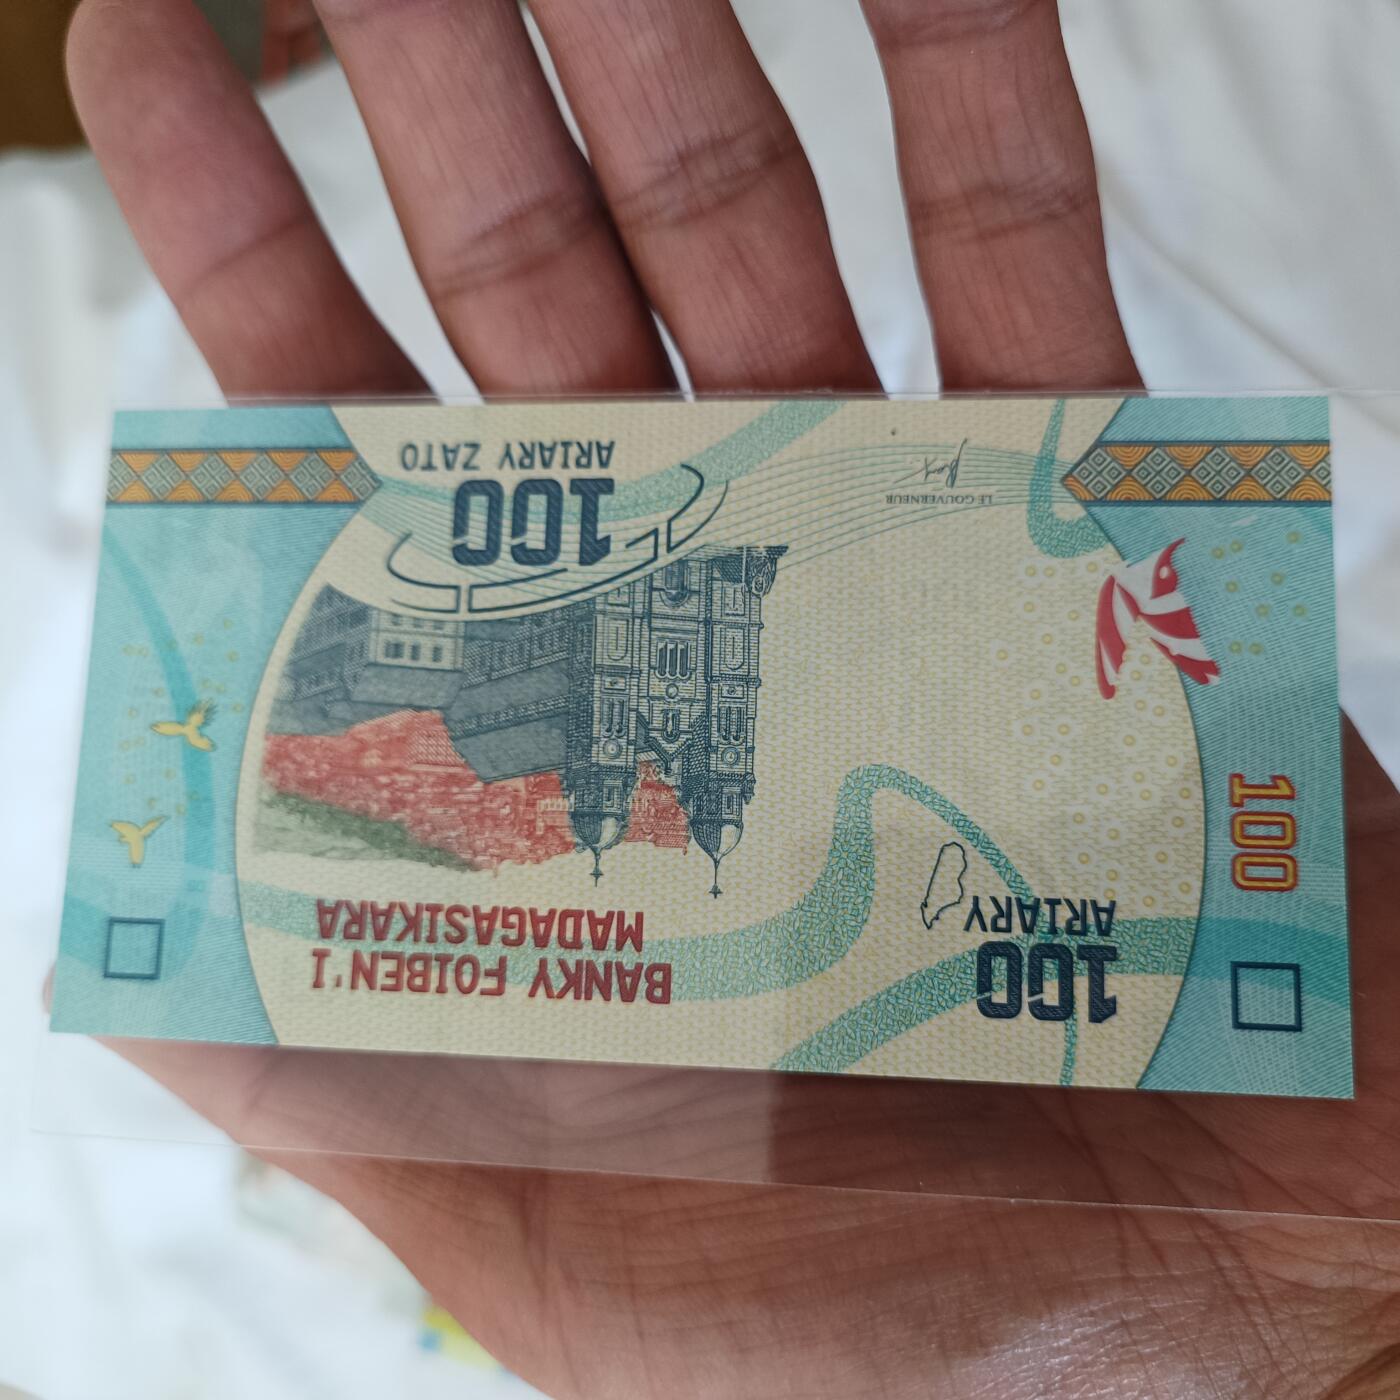 BANKY FOIBEN'I
MADAGASIKARA
100
ARIARY
100
LE GOUVERNEUR
100
ARIARY ZATO